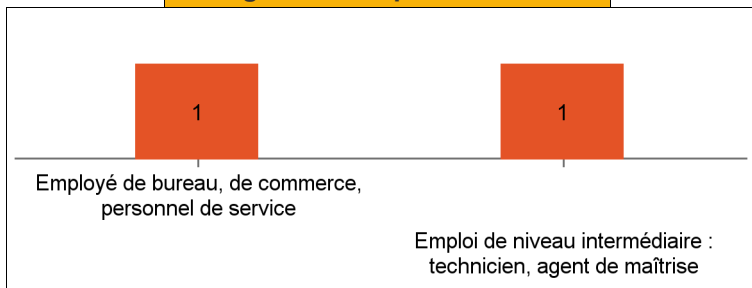 1 1
Employé de bureau, de commerce,
personnel de service
Emploi de niveau intermédiaire :
technicien, agent de maîtrise